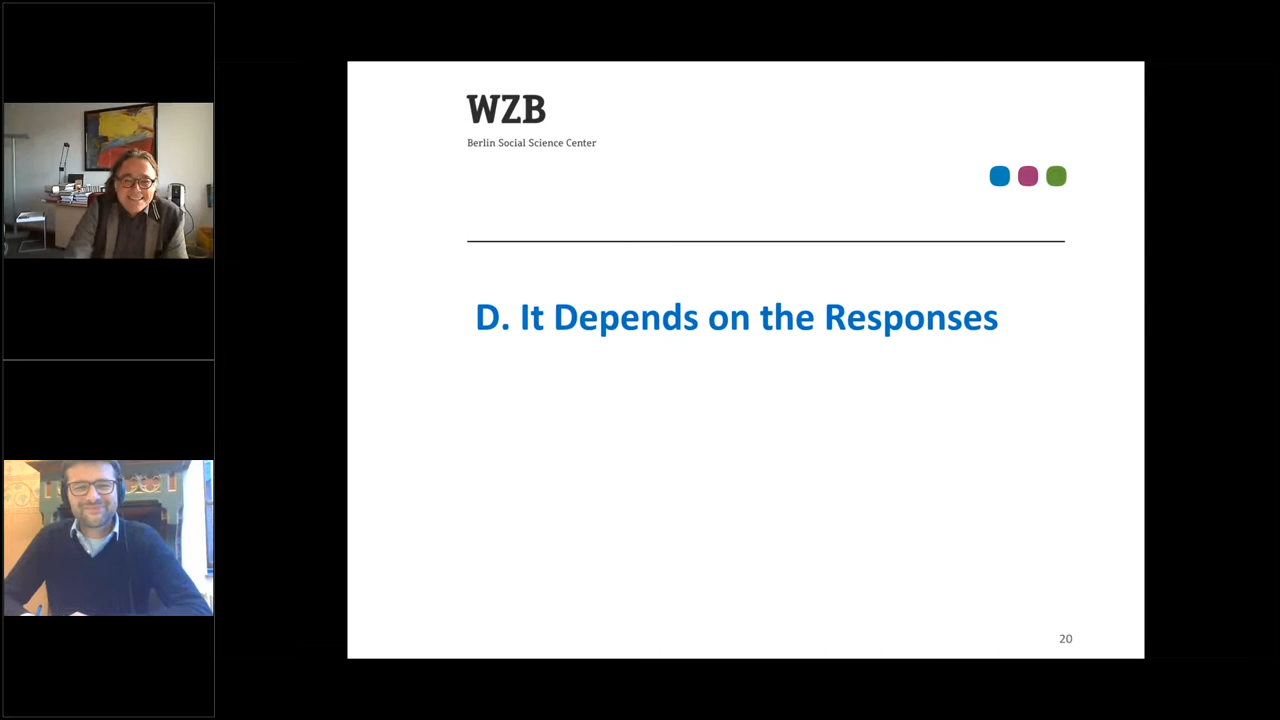 WZB
Berlin Social Science Center
D. It Depends on the Responses
20